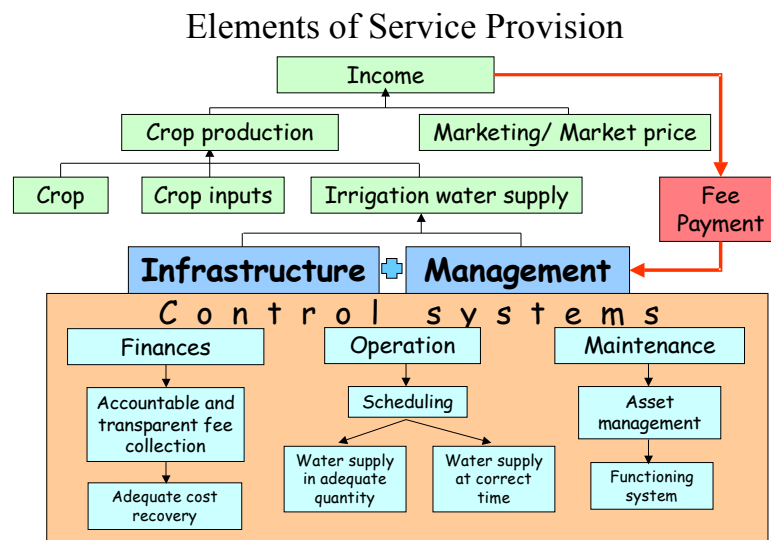 Elements of Service Provision
Income
Crop production
Marketing/ Market price
Crop
Crop inputs
Irrigation water supply
Fee
Payment
Infrastructure
Management
Control systems
Finances
Operation
Maintenance
Accountable and
transparent fee
collection
Scheduling
Asset
management
Water supply
in adequate
quantity
Water supply
at correct
time
Functioning
system
Adequate cost
recovery